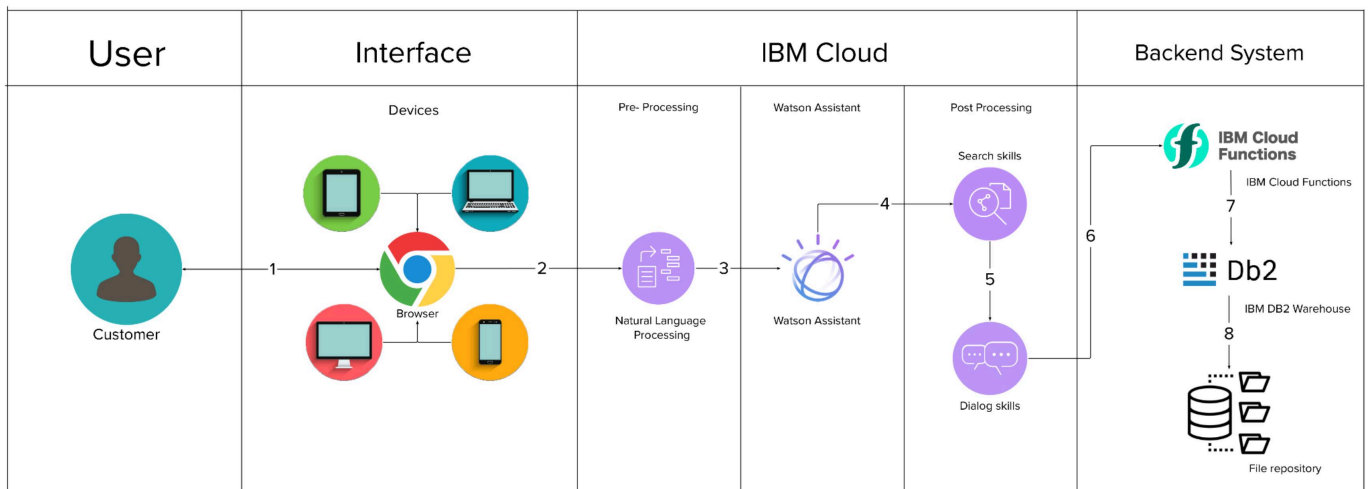 User
Interface
IBM Cloud
Backend System
Devices
Pre- Processing
Watson Assistant
Post Processing
Search skills
IBM Cloud
Functions
IBM Cloud Functions
1
2
3
4
5
6
7
8
Customer
Browser
Natural Language
Processing
Watson Assistant
Dialog skills
Db2
IBM DB2 Warehouse
File repository